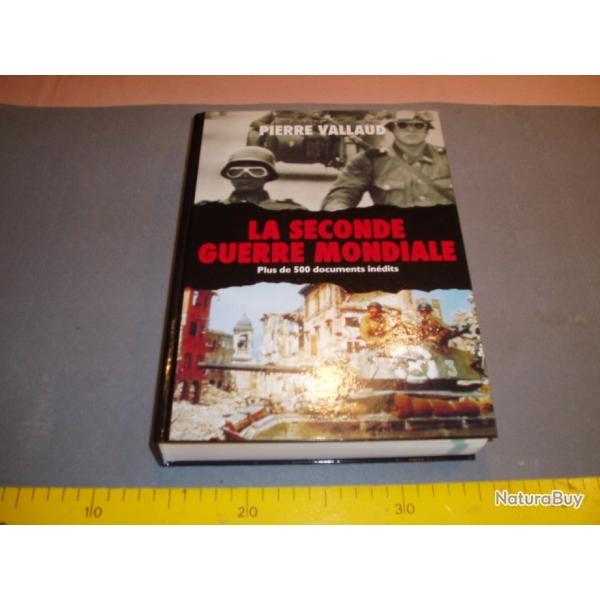 PIERRE VALLAUD
LA SECONDE
GUERRE MONDIALE
Plus de 500 documents inédits
10 20 30
NaturaBuy